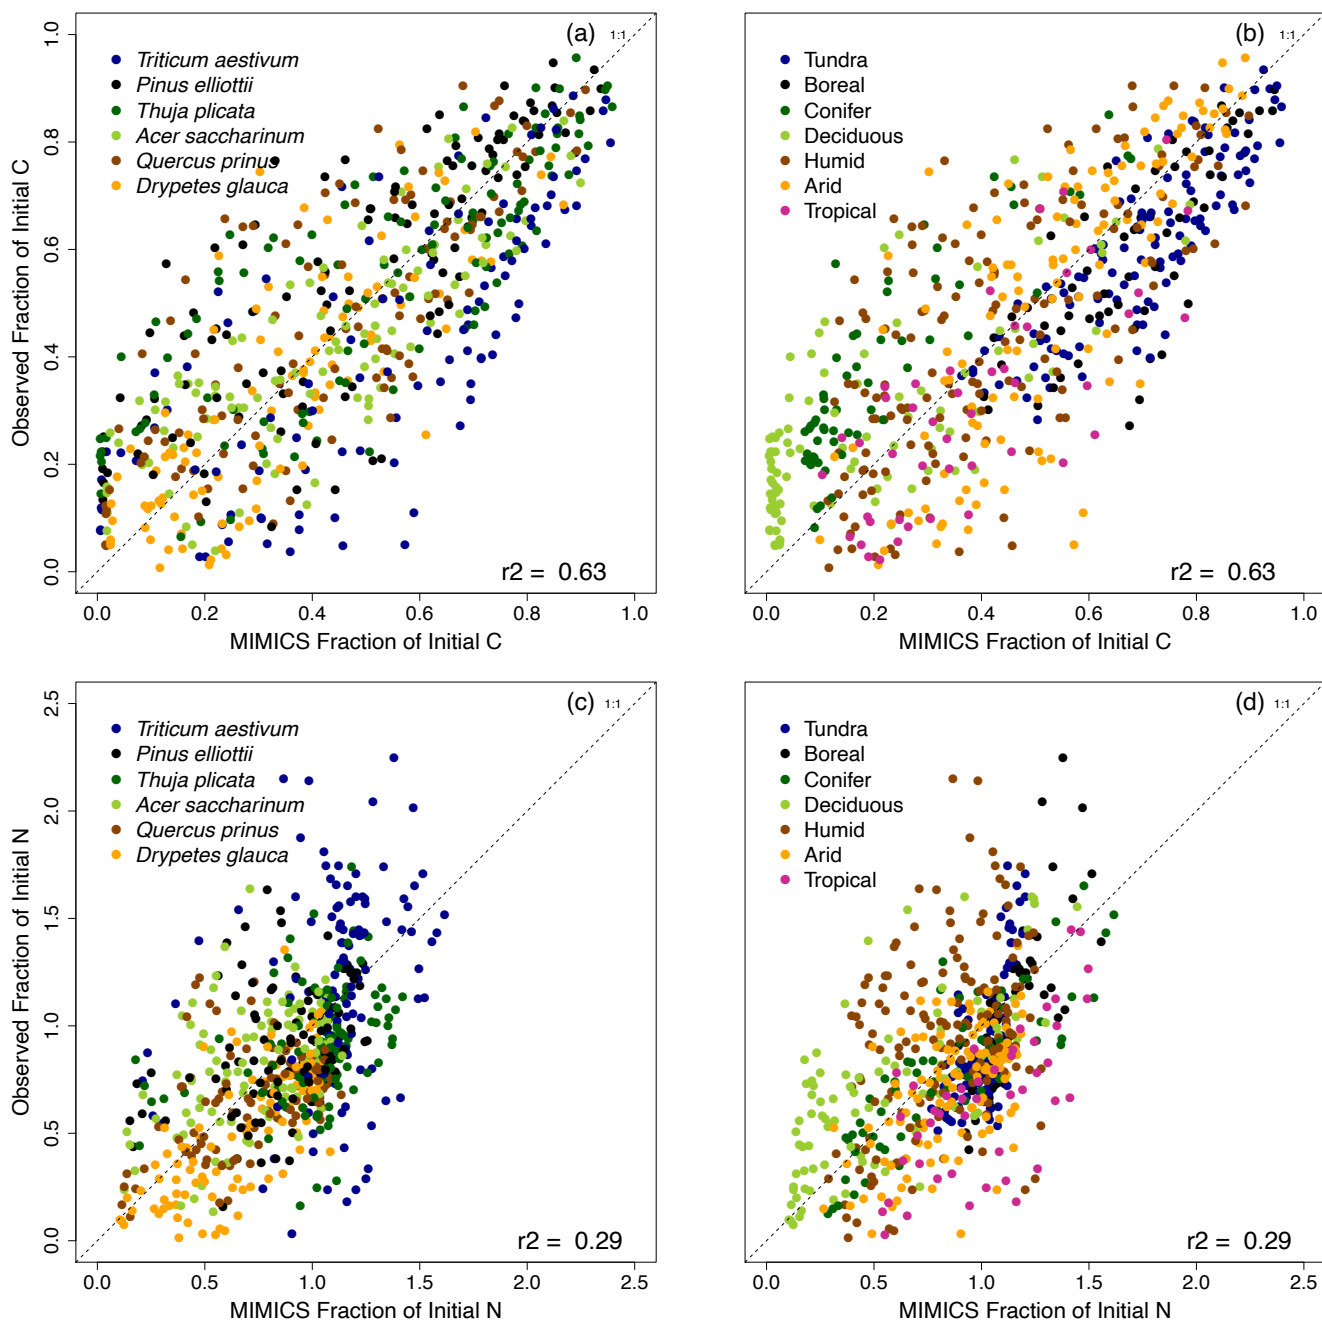 (a) 1:1
Triticum aestivum
Pinus elliottii
Thuja plicata
Acer saccharinum
Quercus prinus
Drypetes glauca
r2 = 0.63
Observed Fraction of Initial C
0.0 0.2 0.4 0.6 0.8 1.0
0.0 0.2 0.4 0.6 0.8 1.0
MIMICS Fraction of Initial C
(b) 1:1
Tundra
Boreal
Conifer
Deciduous
Humid
Arid
Tropical
r2 = 0.63
0.0 0.2 0.4 0.6 0.8 1.0
MIMICS Fraction of Initial C
(c) 1:1
Triticum aestivum
Pinus elliottii
Thuja plicata
Acer saccharinum
Quercus prinus
Drypetes glauca
r2 = 0.29
Observed Fraction of Initial N
0.0 0.5 1.0 1.5 2.0 2.5
0.0 0.5 1.0 1.5 2.0 2.5
MIMICS Fraction of Initial N
(d) 1:1
Tundra
Boreal
Conifer
Deciduous
Humid
Arid
Tropical
r2 = 0.29
0.0 0.5 1.0 1.5 2.0 2.5
MIMICS Fraction of Initial N